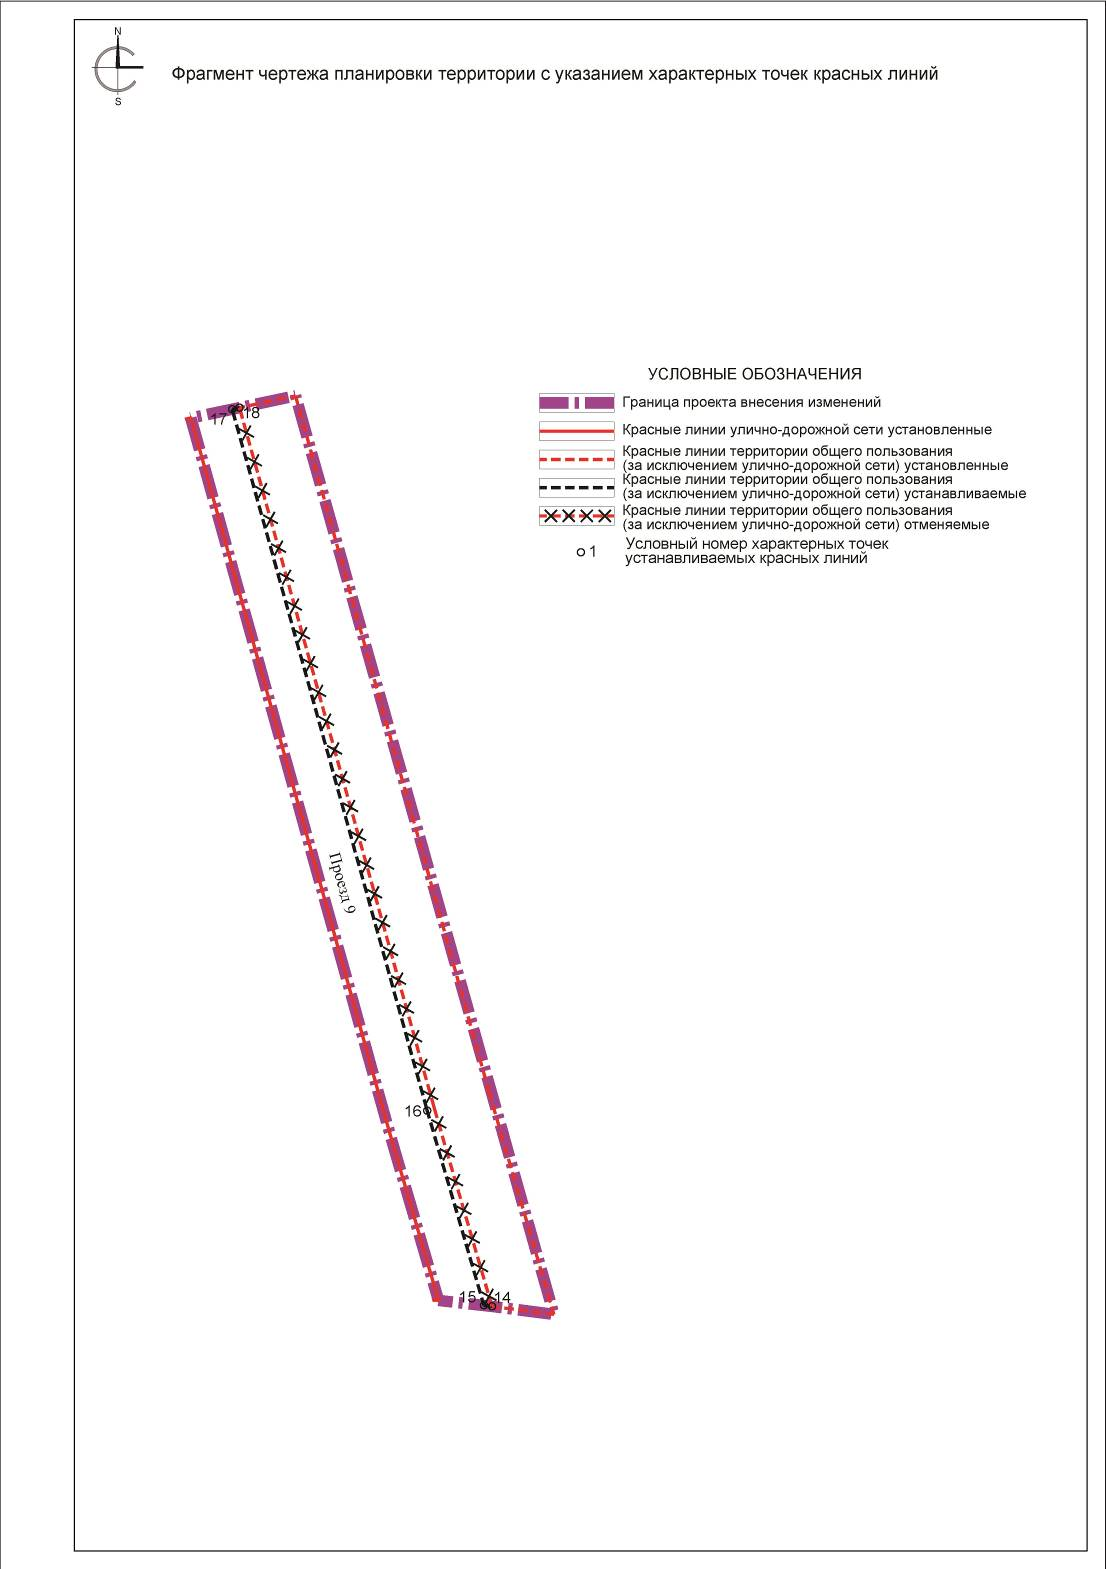 N
S
Фрагмент чертежа планировки территории с указанием характерных точек красных линий
УСЛОВНЫЕ ОБОЗНАЧЕНИЯ
Граница проекта внесения изменений
Красные линии улично-дорожной сети установленные
Красные линии территории общего пользования
(за исключением улично-дорожной сети) установленные
Красные линии территории общего пользования
(за исключением улично-дорожной сети) устанавливаемые
Красные линии территории общего пользования
(за исключением улично-дорожной сети) отменяемые
1 Условный номер характерных точек
устанавливаемых красных линий
17 18
Проезд 9
16
15 14